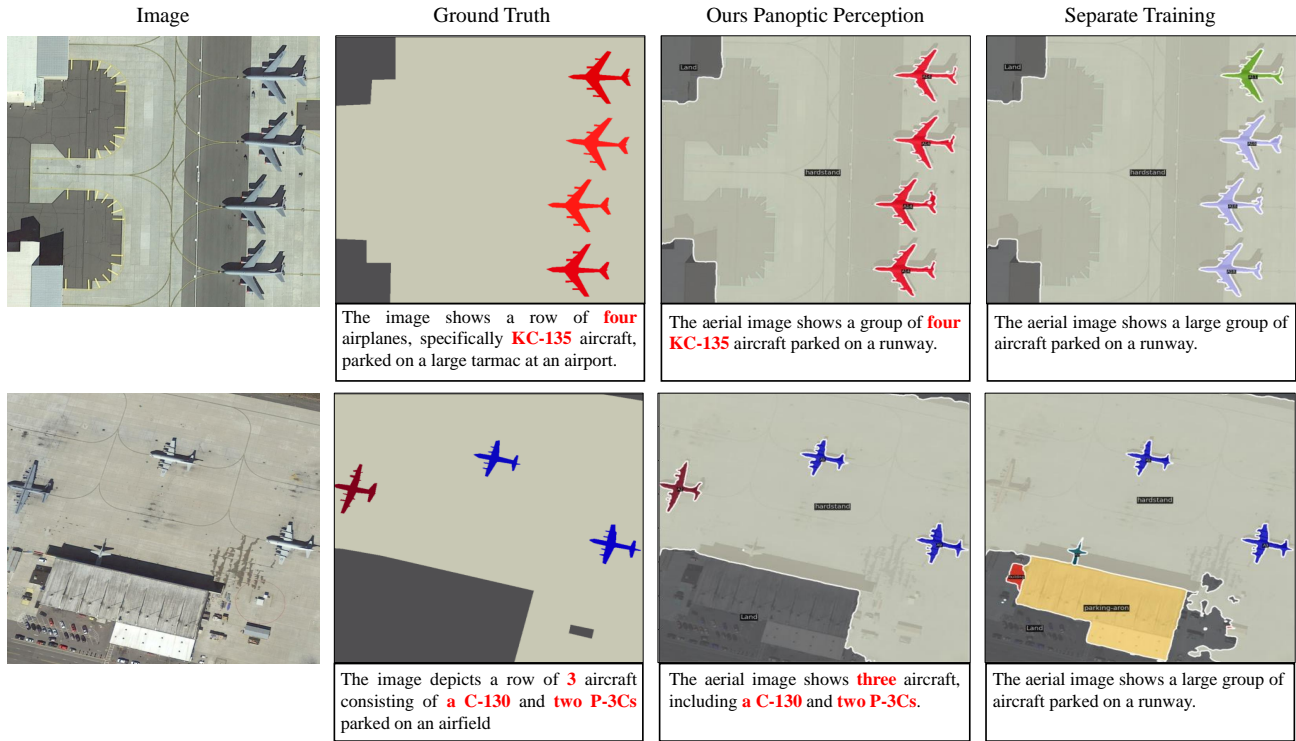 Image
Ground Truth
Ours Panoptic Perception
Separate Training
Land
hardstand
Land
hardstand
The image shows a row of four
airplanes, specifically KC-135 aircraft,
parked on a large tarmac at an airport.
The aerial image shows a group of four
KC-135 aircraft parked on a runway.
The aerial image shows a large group of
aircraft parked on a runway.
hardstand
Land
hardstand
parking-aron
Land
The image depicts a row of 3 aircraft
consisting of a C-130 and two P-3Cs
parked on an airfield
The aerial image shows three aircraft,
including a C-130 and two P-3Cs.
The aerial image shows a large group of
aircraft parked on a runway.